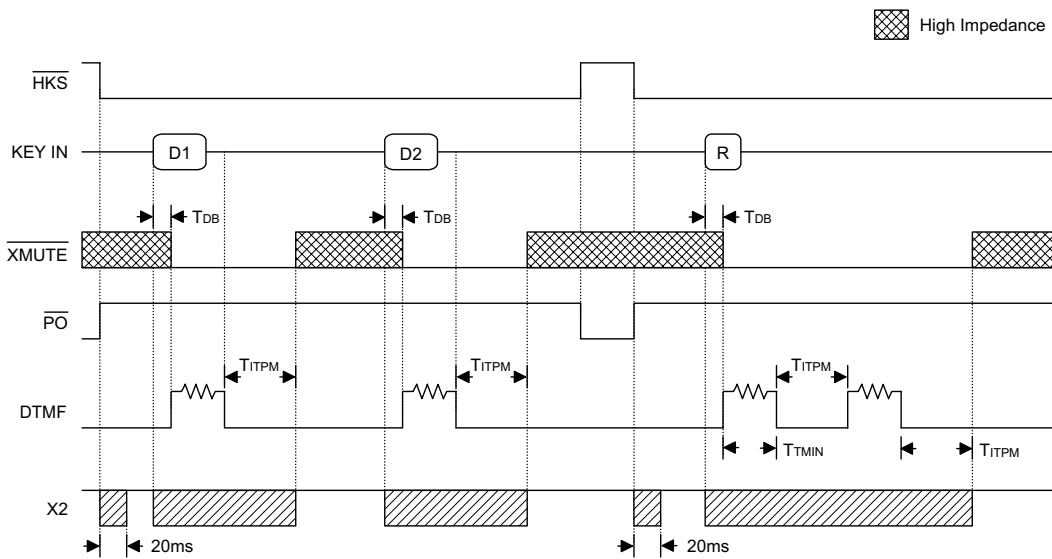 High Impedance
HKS
KEY IN
D1
D2
R
TDB
TDB
TDB
XMUTE
PO
TITPM
TITPM
TITPM
DTMF
TTMIN
TITPM
X2
20ms
20ms